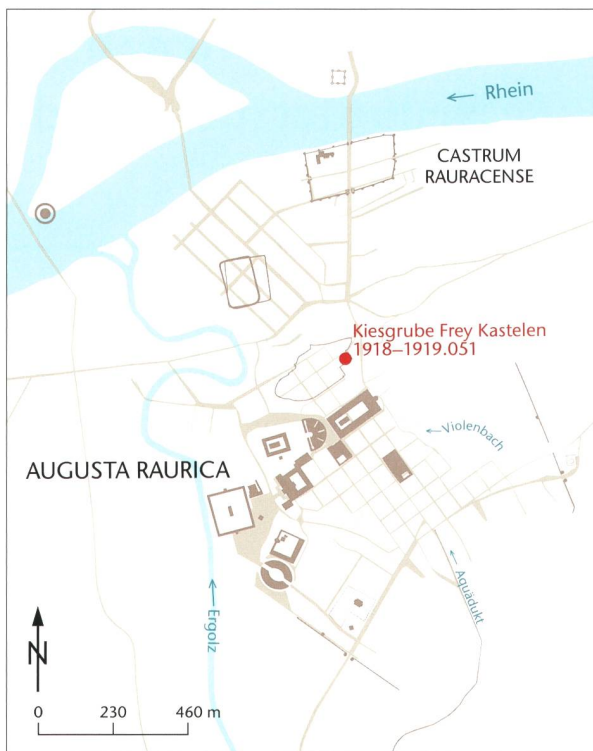 Rhein
CASTRUM
RAURACENSE
Kiesgrube Frey Kastelen
1918–1919.051
Violenbach
AUGUSTA RAURICA
Aquädukt
Ergolz
N
0 230 460 m